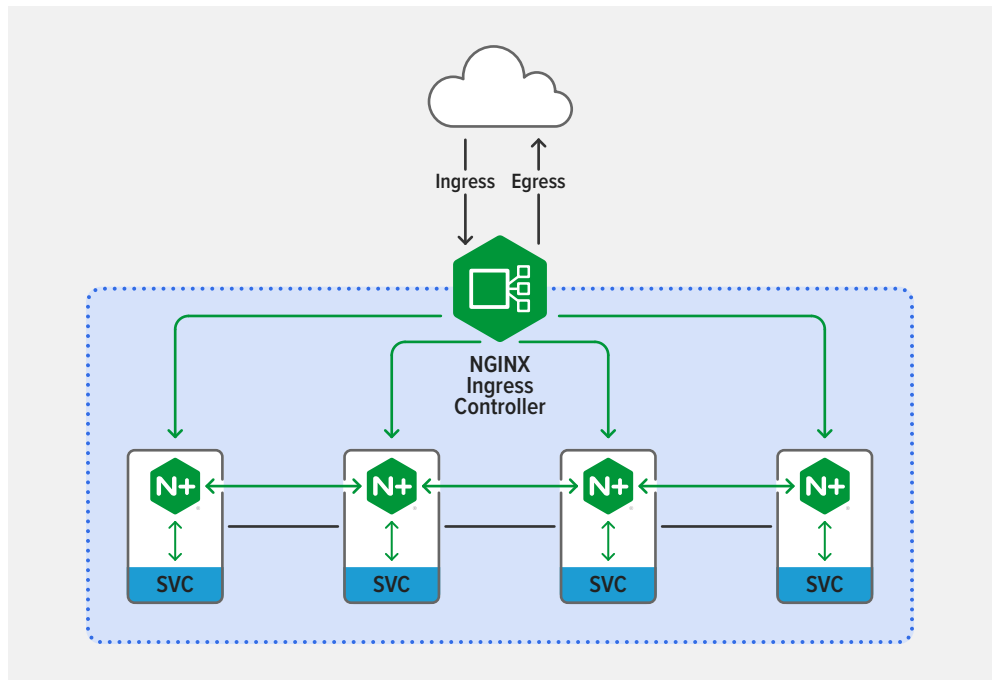 Ingress Egress
NGINX
Ingress
Controller
N+ N+ N+ N+
SVC SVC SVC SVC